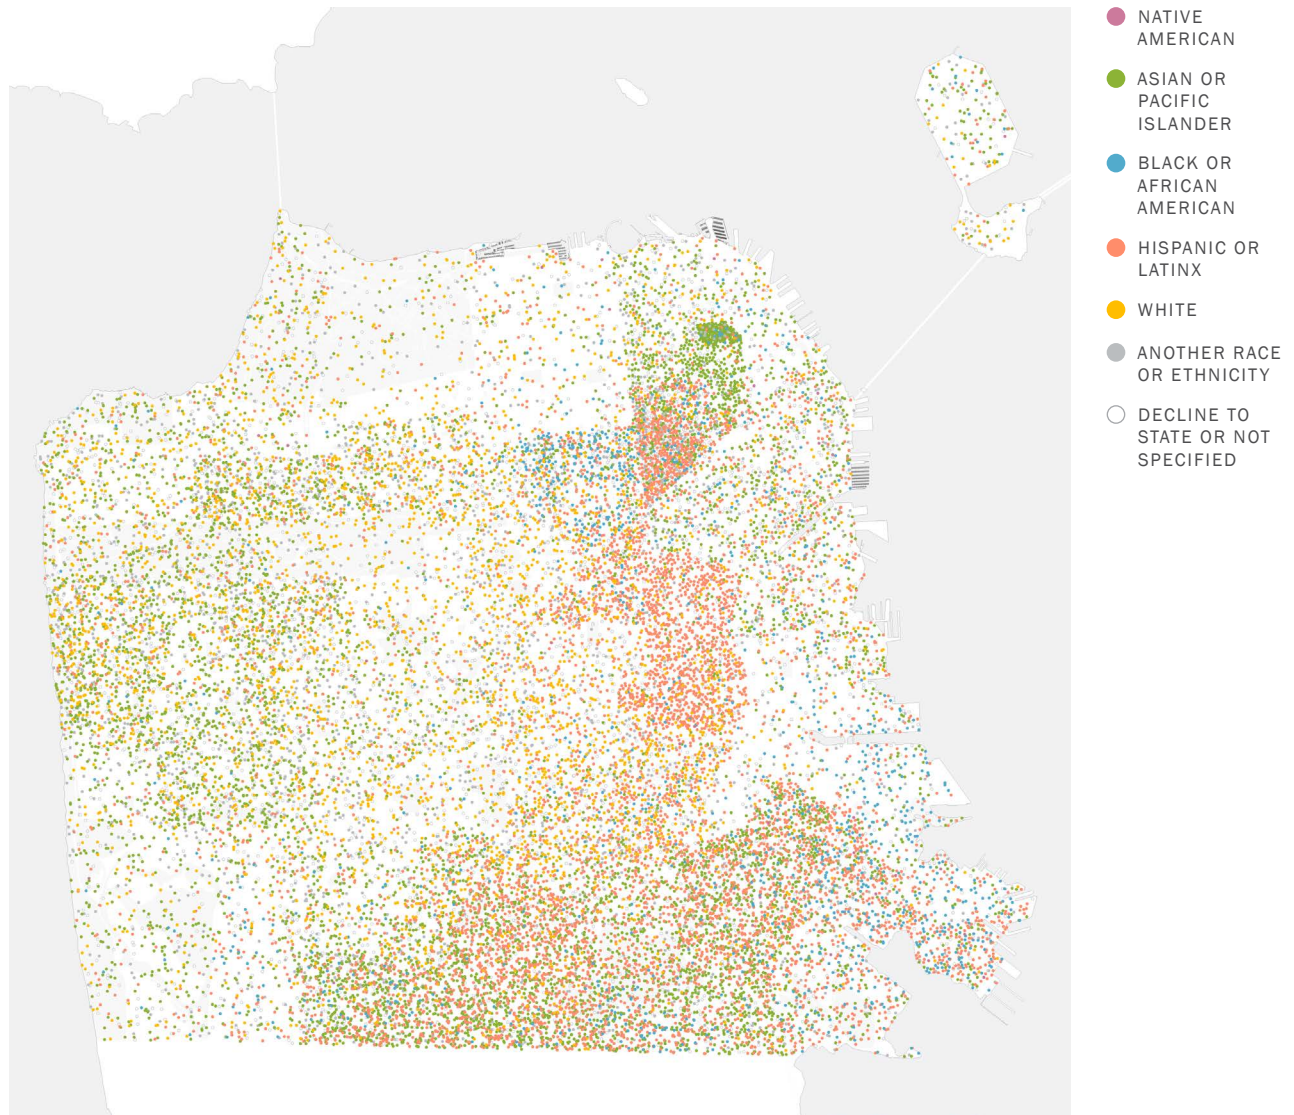 NATIVE
AMERICAN
ASIAN OR
PACIFIC
ISLANDER
BLACK OR
AFRICAN
AMERICAN
HISPANIC OR
LATINX
WHITE
ANOTHER RACE
OR ETHNICITY
DECLINE TO
STATE OR NOT
SPECIFIED